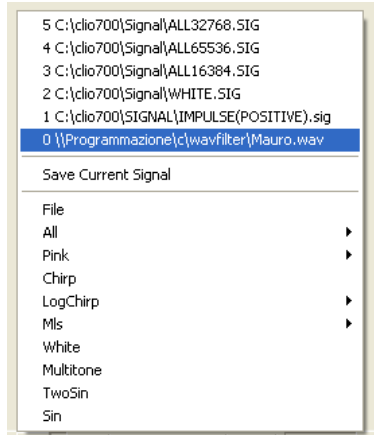 5 C:\clio700\Signal\ALL32768.SIG
4 C:\clio700\Signal\ALL65536.SIG
3 C:\clio700\Signal\ALL16384.SIG
2 C:\clio700\Signal\WHITE.SIG
1 C:\clio700\SIGNAL\IMPULSE(POSITIVE).sig
0 \\Programmazione\c\wavfilter\Mauro.wav
Save Current Signal
File
All
Pink
Chirp
LogChirp
Mls
White
Multitone
TwoSin
Sin